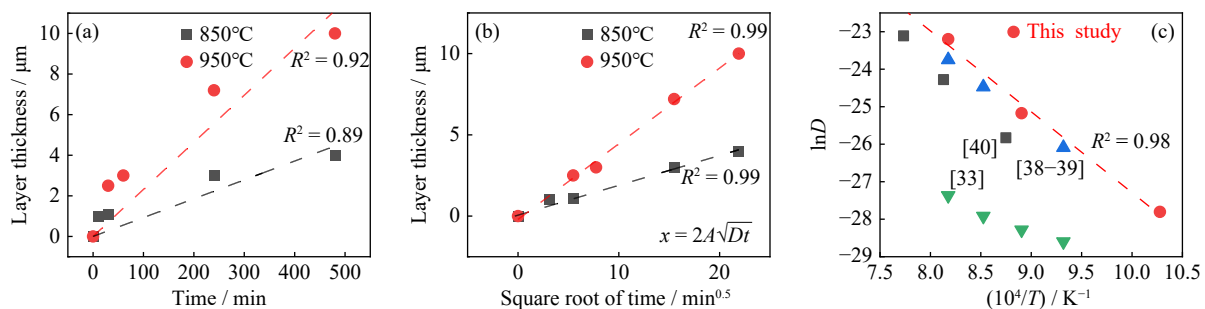 (a)
850℃
950℃
R² = 0.92
R² = 0.89
10
8
6
4
2
0
Layer thickness / μm
0 100 200 300 400 500
Time / min
(b)
850℃
950℃
R² = 0.99
R² = 0.99
x = 2A√Dt
10
5
0
Layer thickness / μm
0 10 20
Square root of time / min⁰·⁵
This study
(c)
R² = 0.98
[40]
[38−39]
[33]
−23
−24
−25
−26
−27
−28
−29
lnD
7.5 8.0 8.5 9.0 9.5 10.0 10.5
(10⁴/T) / K⁻¹